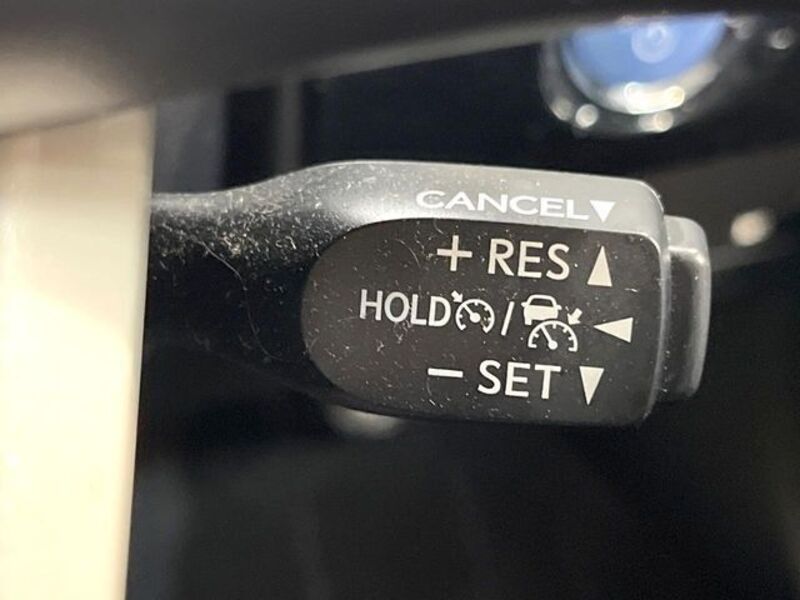 CANCEL▼
+ RES ▲
HOLD / ◀
− SET ▼